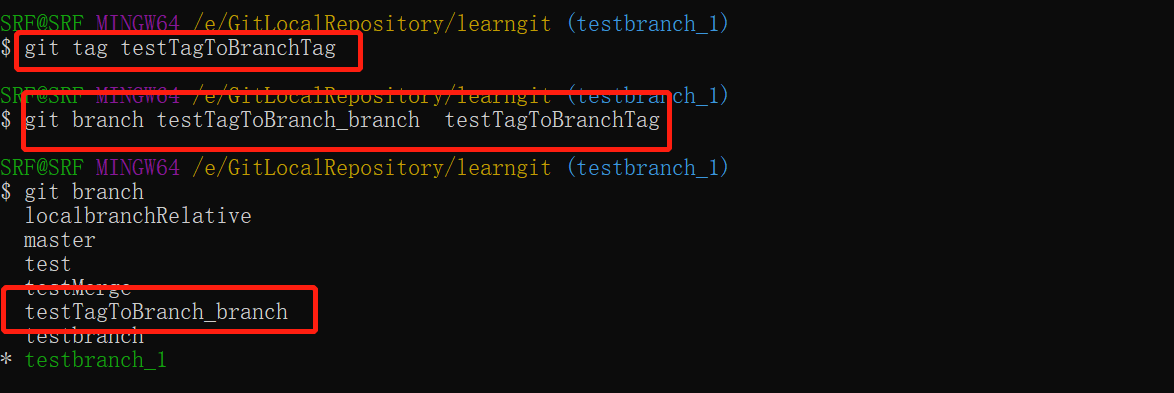 SRF@SRF MINGW64 /e/GitLocalRepository/learngit (testbranch_1)
$ git tag testTagToBranchTag
SRF@SRF MINGW64 /e/GitLocalRepository/learngit (testbranch_1)
$ git branch testTagToBranch_branch  testTagToBranchTag
SRF@SRF MINGW64 /e/GitLocalRepository/learngit (testbranch_1)
$ git branch
  localbranchRelative
  master
  test
  testMerge
  testTagToBranch_branch
  testbranch
* testbranch_1